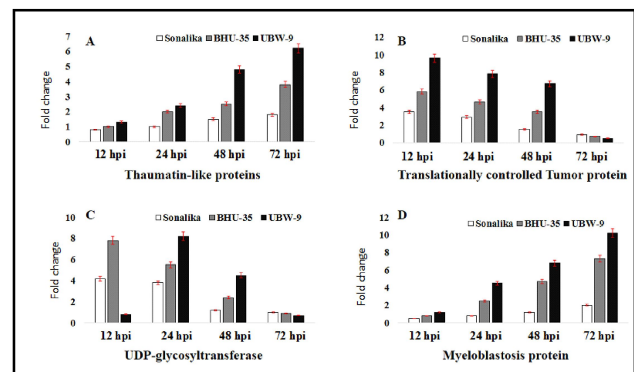 A
Sonalika BHU-35 UBW-9
Fold change
7
6
5
4
3
2
1
0
12 hpi 24 hpi 48 hpi 72 hpi
Thaumatin-like proteins
B
Sonalika BHU-35 UBW-9
Fold change
12
10
8
6
4
2
0
12 hpi 24 hpi 48 hpi 72 hpi
Translationally controlled Tumor protein
C
Sonalika BHU-35 UBW-9
Fold change
10
8
6
4
2
0
12 hpi 24 hpi 48 hpi 72 hpi
UDP-glycosyltransferase
D
Sonalika BHU-35 UBW-9
Fold change
12
10
8
6
4
2
0
12 hpi 24 hpi 48 hpi 72 hpi
Myeloblastosis protein